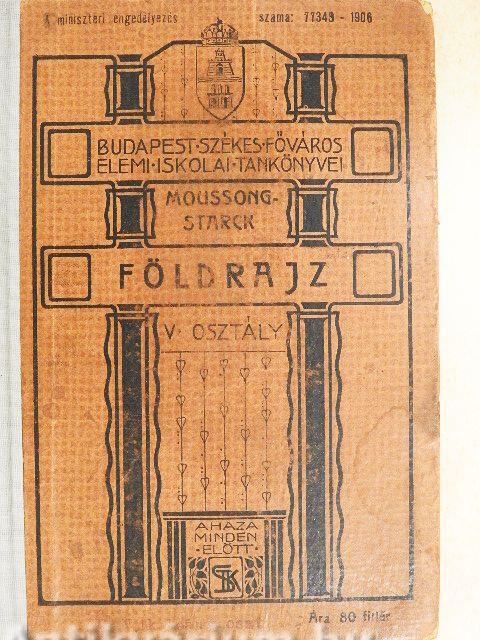 A miniszteri engedélyezés száma: 77343 - 1906
BUDAPEST·SZÉKES·FŐVÁROS
ELEMI·ISKOLAI·TANKÖNYVEI
MOUSSONG-
STARCK
FÖLDRAJZ
V· OSZTÁLY
A HAZA
MINDEN
·ELŐTT·
Ára 80 fillér